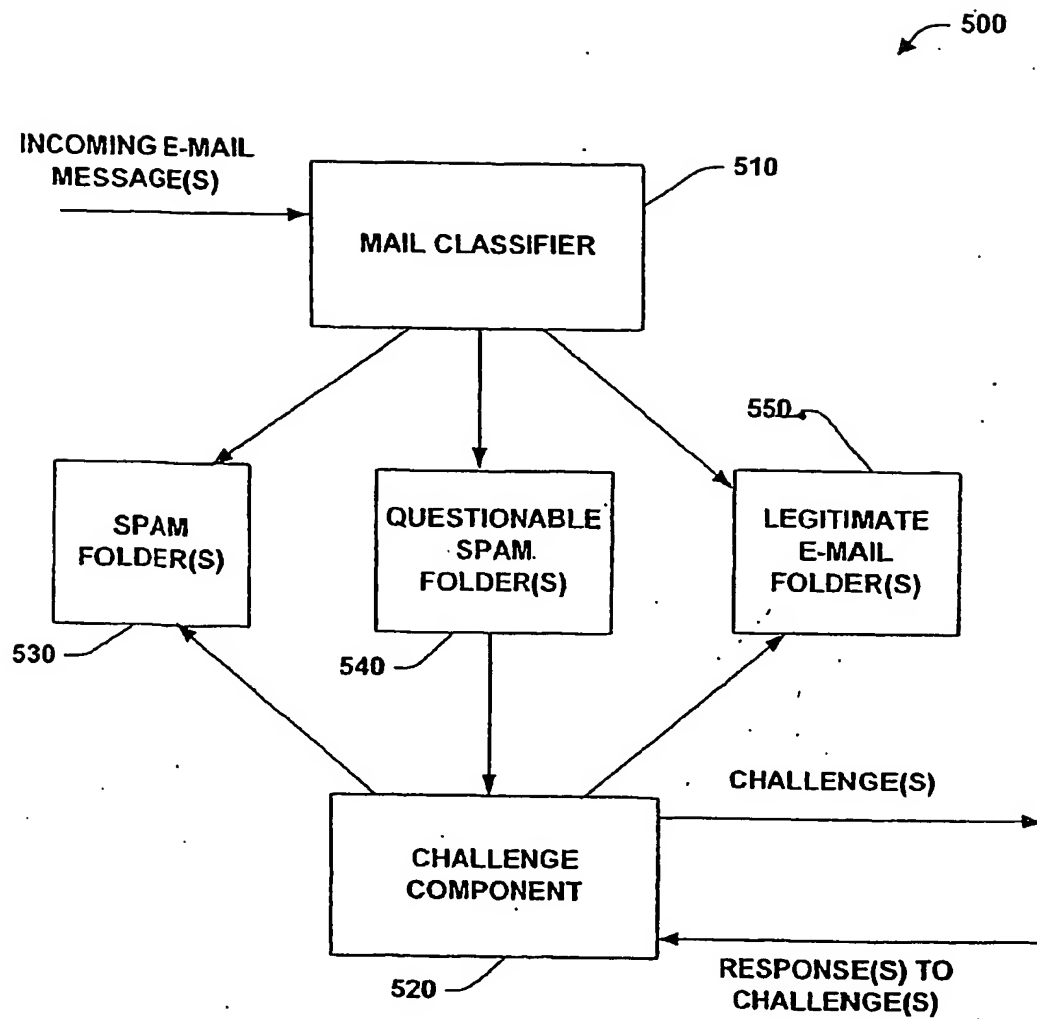 500
INCOMING E-MAIL
MESSAGE(S)
510
MAIL CLASSIFIER
550
SPAM
FOLDER(S)
QUESTIONABLE
SPAM
FOLDER(S)
LEGITIMATE
E-MAIL
FOLDER(S)
530
540
CHALLENGE(S)
CHALLENGE
COMPONENT
520
RESPONSE(S) TO
CHALLENGE(S)